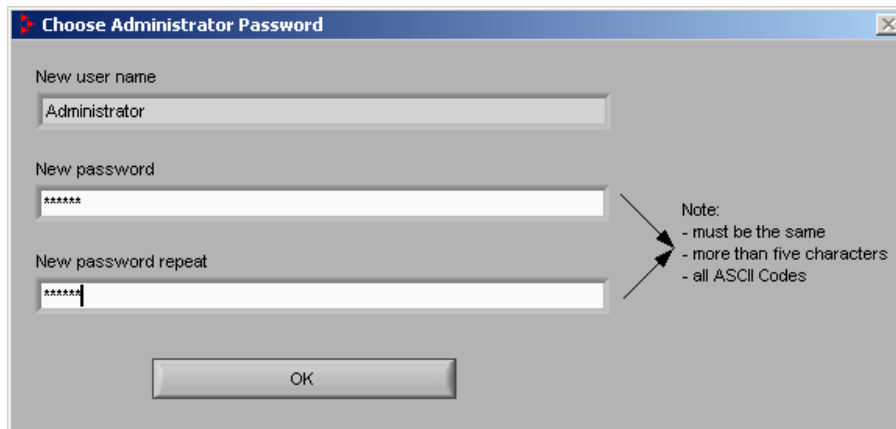 Choose Administrator Password
New user name
Administrator
New password
******
New password repeat
******
Note:
- must be the same
- more than five characters
- all ASCII Codes
OK